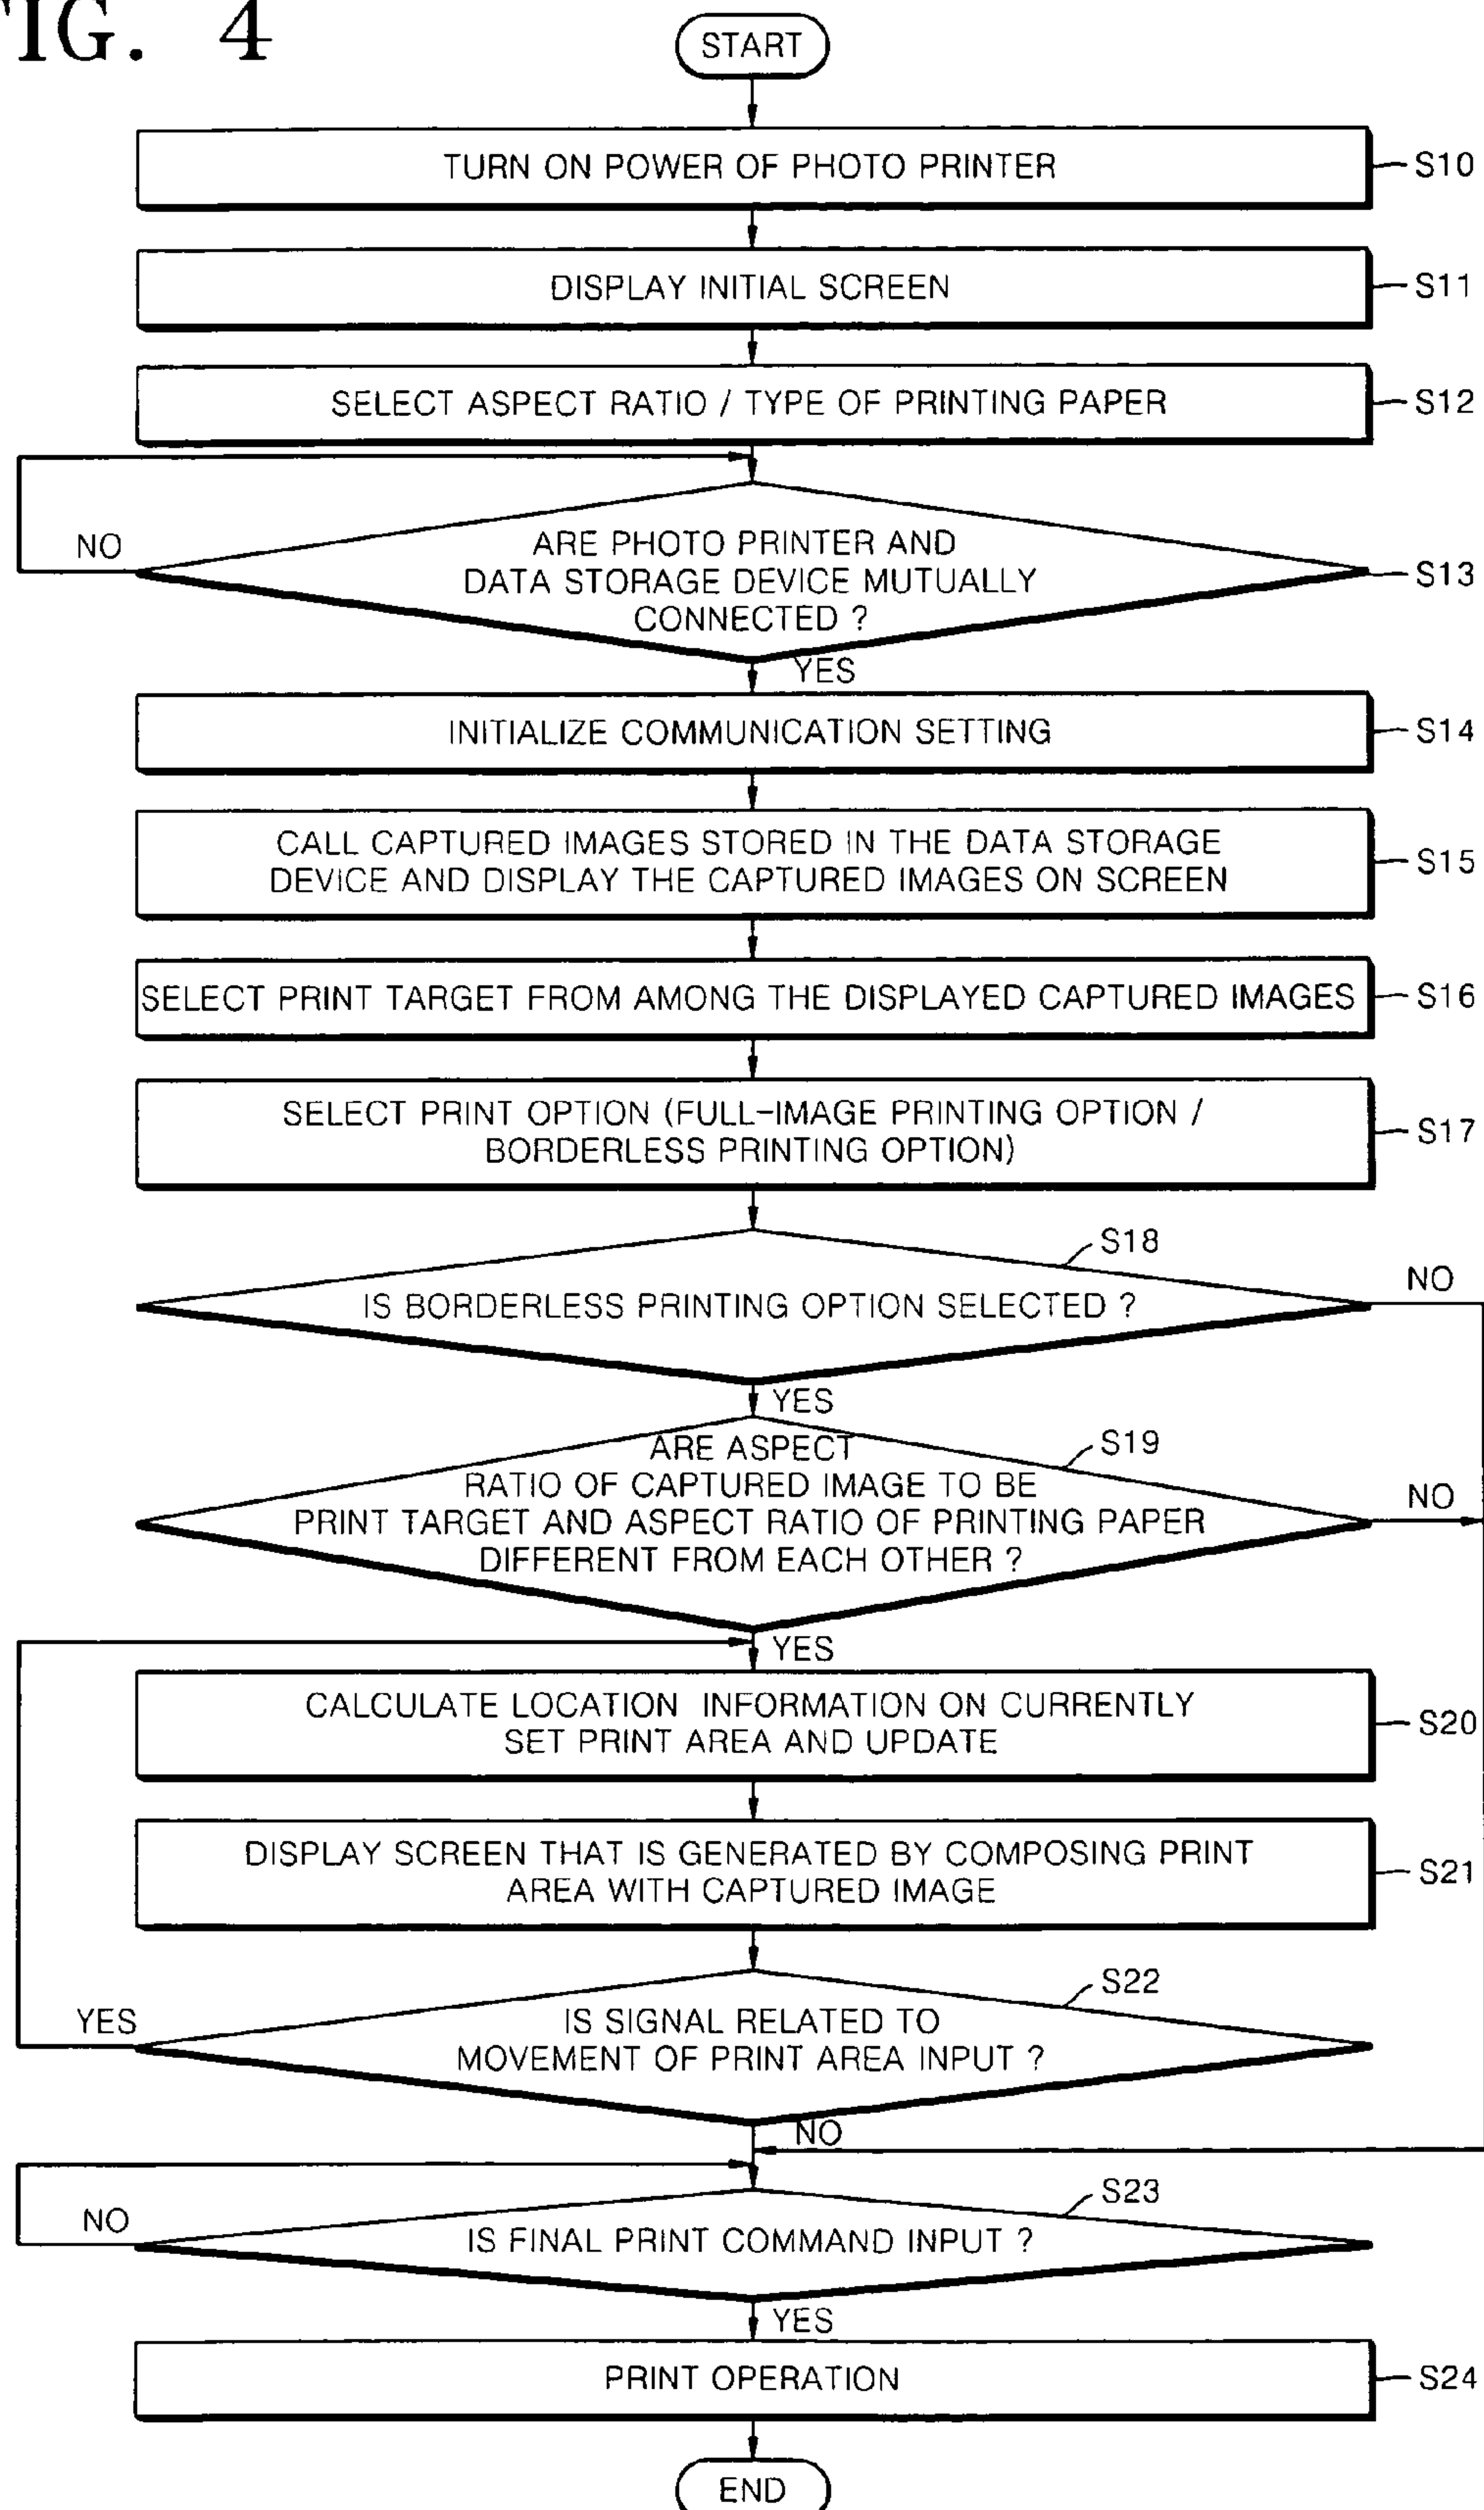 FIG. 4
START
TURN ON POWER OF PHOTO PRINTER
S10
DISPLAY INITIAL SCREEN
S11
SELECT ASPECT RATIO / TYPE OF PRINTING PAPER
S12
NO
ARE PHOTO PRINTER AND
DATA STORAGE DEVICE MUTUALLY
CONNECTED ?
S13
YES
INITIALIZE COMMUNICATION SETTING
S14
CALL CAPTURED IMAGES STORED IN THE DATA STORAGE
DEVICE AND DISPLAY THE CAPTURED IMAGES ON SCREEN
S15
SELECT PRINT TARGET FROM AMONG THE DISPLAYED CAPTURED IMAGES
S16
SELECT PRINT OPTION (FULL-IMAGE PRINTING OPTION /
BORDERLESS PRINTING OPTION)
S17
S18
NO
IS BORDERLESS PRINTING OPTION SELECTED ?
YES
S19
ARE ASPECT
RATIO OF CAPTURED IMAGE TO BE
NO
PRINT TARGET AND ASPECT RATIO OF PRINTING PAPER
DIFFERENT FROM EACH OTHER ?
YES
CALCULATE LOCATION INFORMATION ON CURRENTLY
SET PRINT AREA AND UPDATE
S20
DISPLAY SCREEN THAT IS GENERATED BY COMPOSING PRINT
AREA WITH CAPTURED IMAGE
S21
S22
YES
IS SIGNAL RELATED TO
MOVEMENT OF PRINT AREA INPUT ?
NO
S23
NO
IS FINAL PRINT COMMAND INPUT ?
YES
PRINT OPERATION
S24
END